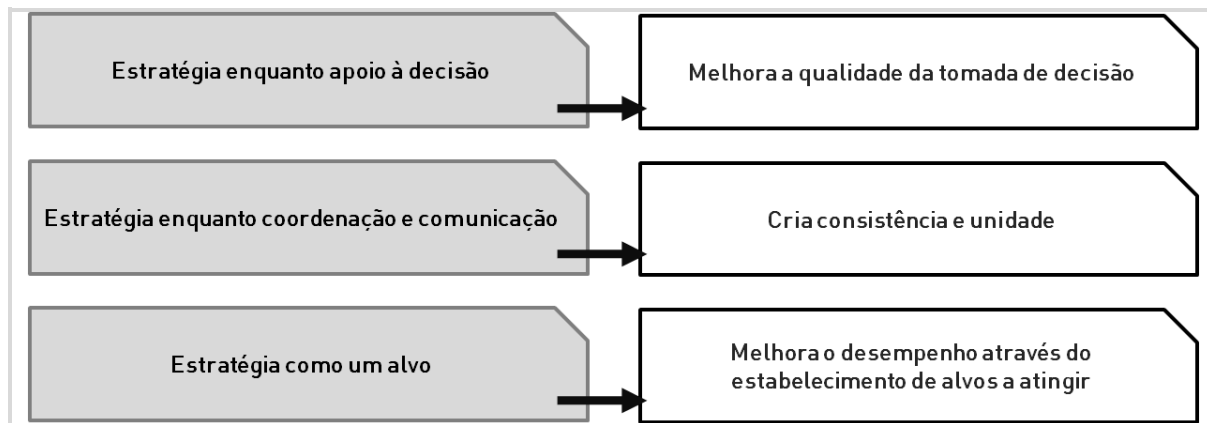 Estratégia enquanto apoio à decisão
Melhora a qualidade da tomada de decisão
Estratégia enquanto coordenação e comunicação
Cria consistência e unidade
Estratégia como um alvo
Melhora o desempenho através do
estabelecimento de alvos a atingir